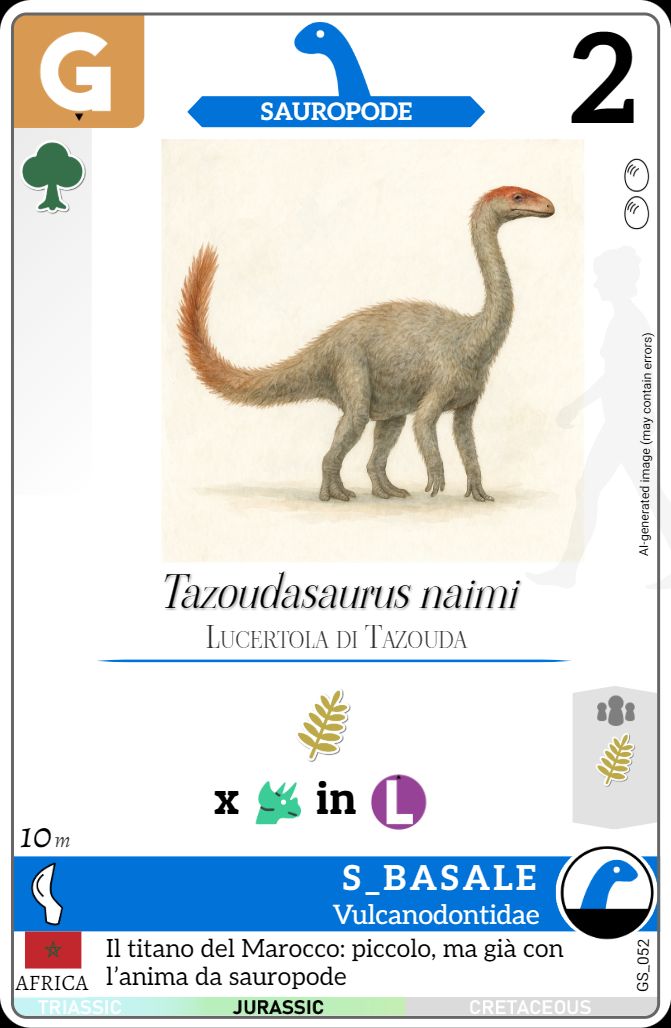 G
SAUROPODE
2
AI-generated image (may contain errors)
Tazoudasaurus naimi
Lucertola di Tazouda
x in L
10 m
S_BASALE
Vulcanodontidae
AFRICA
Il titano del Marocco: piccolo, ma già con
l'anima da sauropode
GS_052
TRIASSIC JURASSIC CRETACEOUS